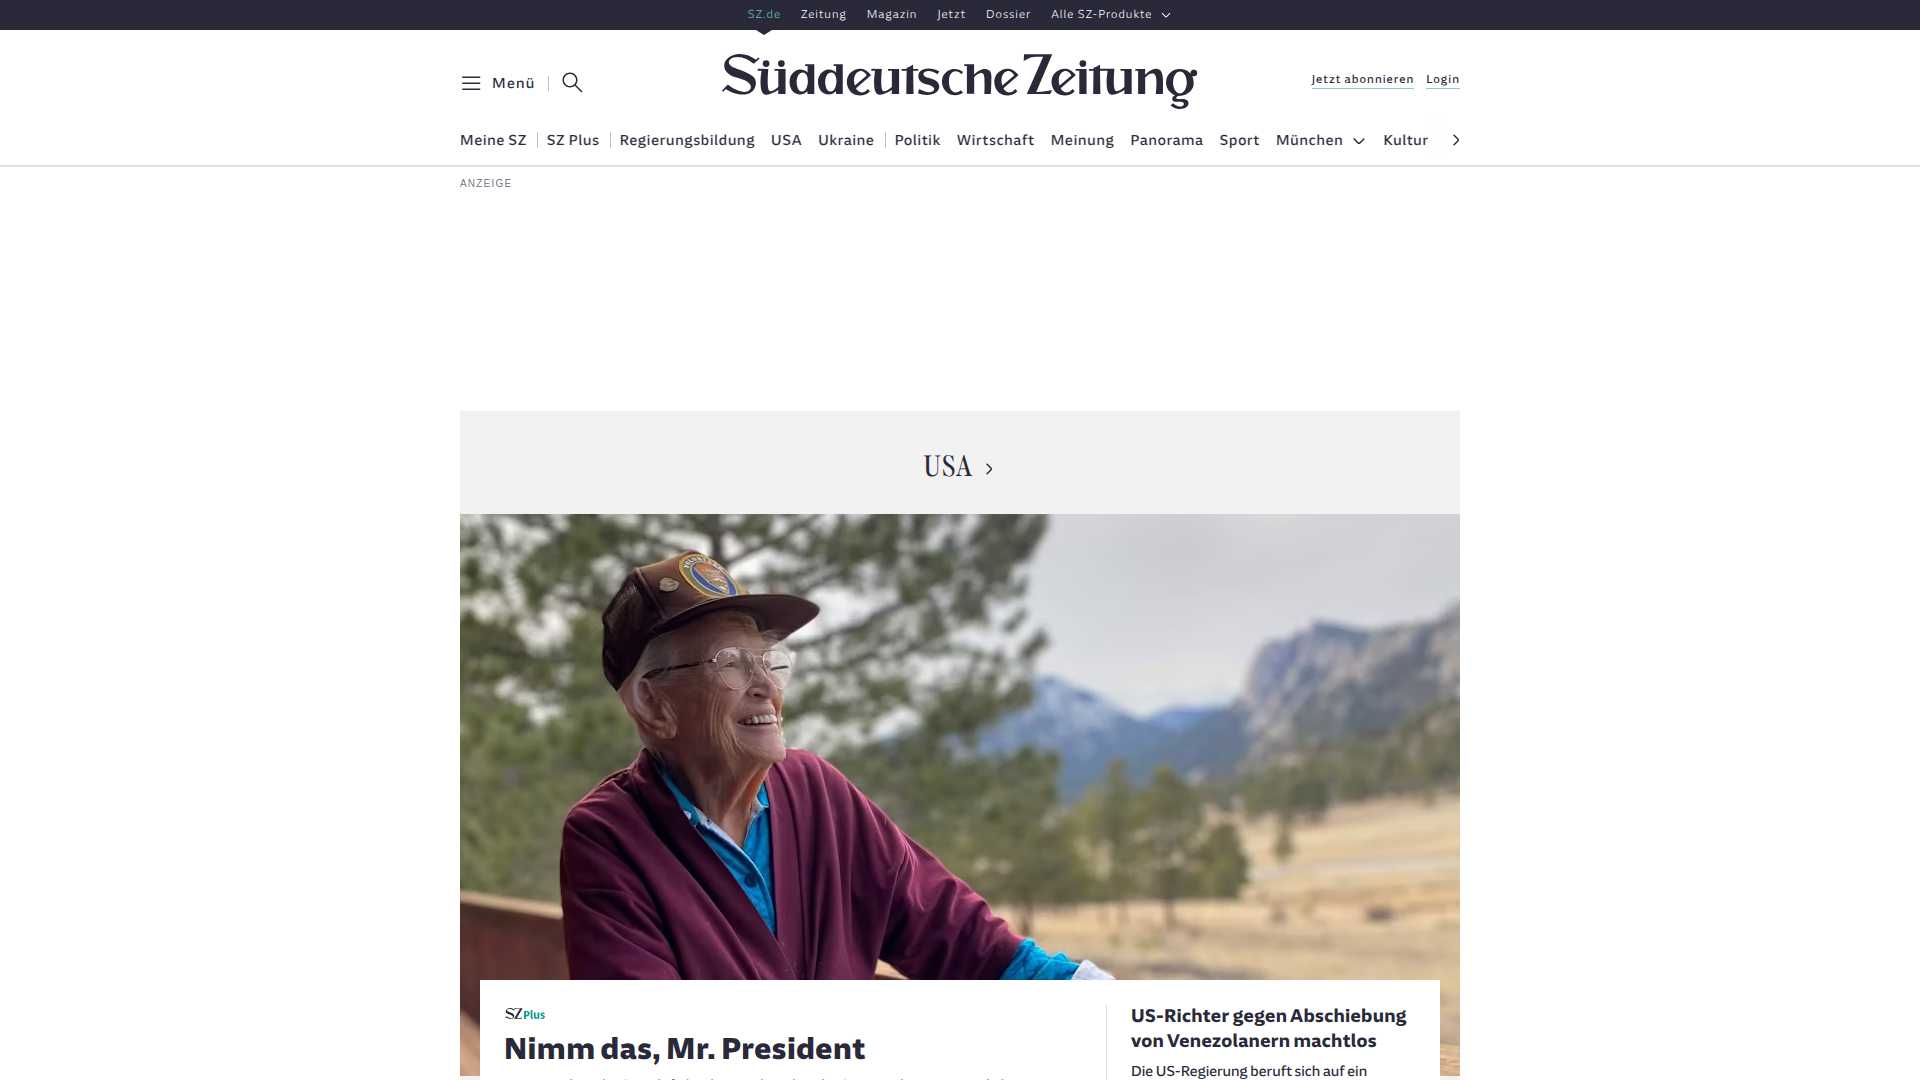 SZ.de Zeitung Magazin Jetzt Dossier Alle SZ-Produkte
Menü
Süddeutsche Zeitung
Jetzt abonnieren Login
Meine SZ SZ Plus Regierungsbildung USA Ukraine Politik Wirtschaft Meinung Panorama Sport München Kultur
ANZEIGE
USA
SZ Plus
Nimm das, Mr. President
US-Richter gegen Abschiebung
von Venezolanern machtlos
Die US-Regierung beruft sich auf ein